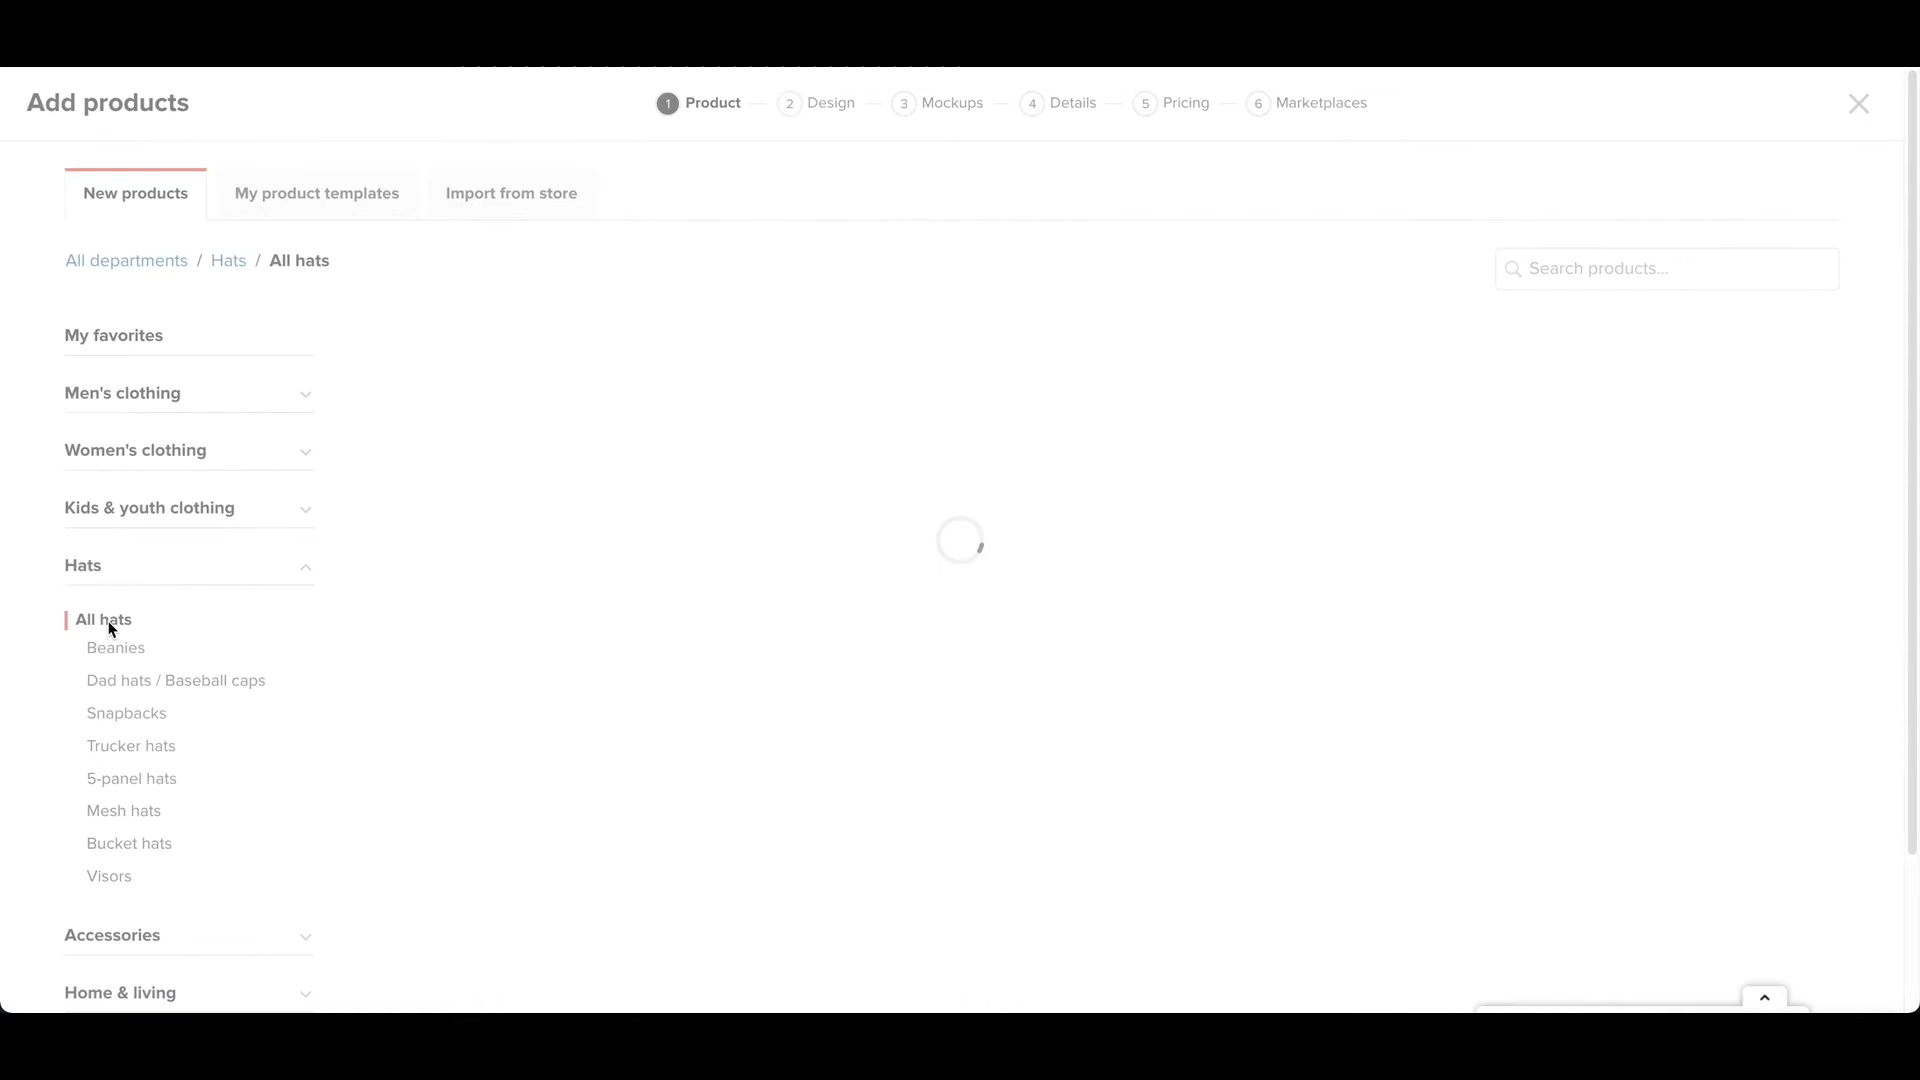 Add products
1 Product
2 Design
3 Mockups
4 Details
5 Pricing
6 Marketplaces
New products
My product templates
Import from store
All departments / Hats / All hats
Search products...
My favorites
Men's clothing
Women's clothing
Kids & youth clothing
Hats
All hats
Beanies
Dad hats / Baseball caps
Snapbacks
Trucker hats
5-panel hats
Mesh hats
Bucket hats
Visors
Accessories
Home & living